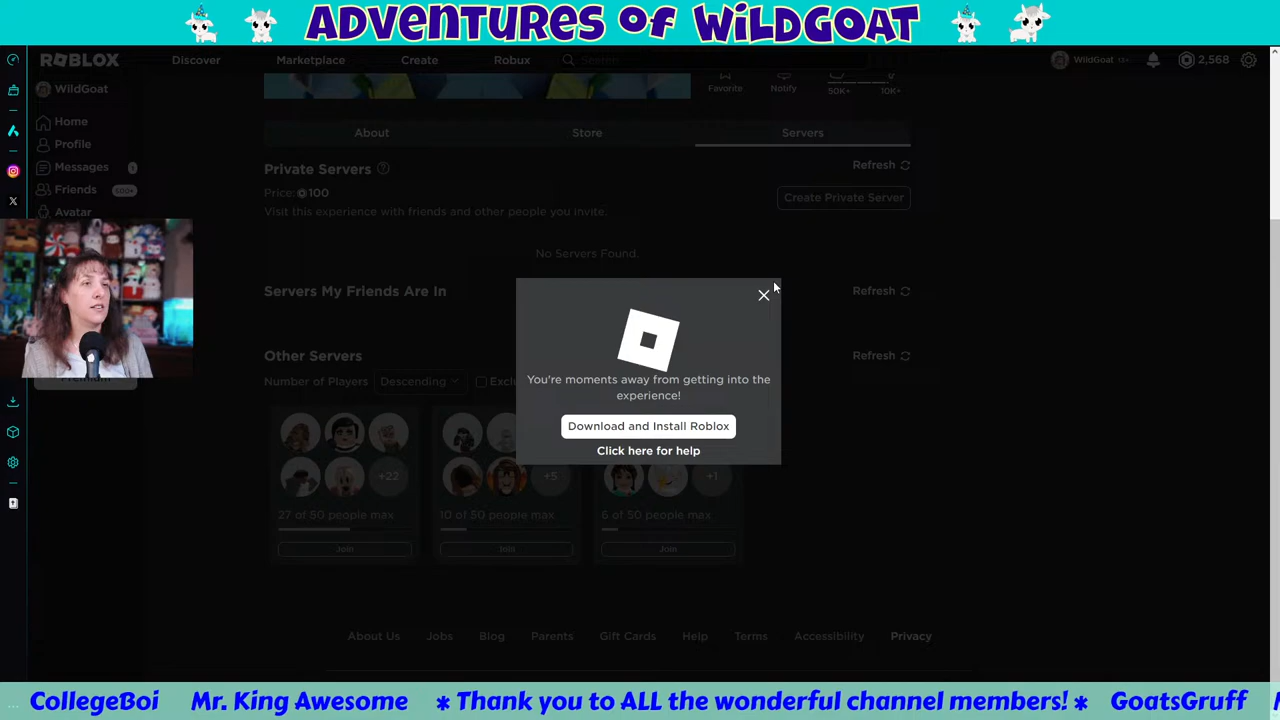 ADVENTURES OF WILDGOAT
ROBLOX
Discover
Marketplace
Create
Robux
Search
WildGoat 13+
2,568
WildGoat
Home
Profile
Messages
Friends
Avatar
Premium
Favorite
Notify
50K+
10K+
About
Store
Servers
Private Servers
Refresh
Price: 100
Create Private Server
Visit this experience with friends and other people you invite.
No Servers Found.
Servers My Friends Are In
Refresh
You're moments away from getting into the
experience!
Download and Install Roblox
Click here for help
Other Servers
Refresh
Number of Players
Descending
+22
27 of 50 people max
Join
+5
10 of 50 people max
Join
+1
6 of 50 people max
Join
About Us
Jobs
Blog
Parents
Gift Cards
Help
Terms
Accessibility
Privacy
CollegeBoi Mr. King Awesome * Thank you to ALL the wonderful channel members! * GoatsGruff